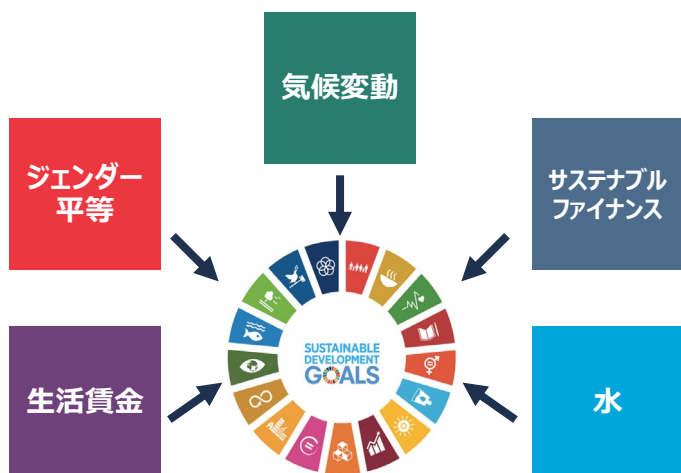 気候変動
ジェンダー
平等
サステナブル
ファイナンス
SUSTAINABLE
DEVELOPMENT
GOALS
生活賃金
水